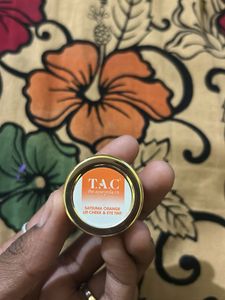 T.A.C
SATSUMA ORANGE
LIP CHEEK & EYE TINT